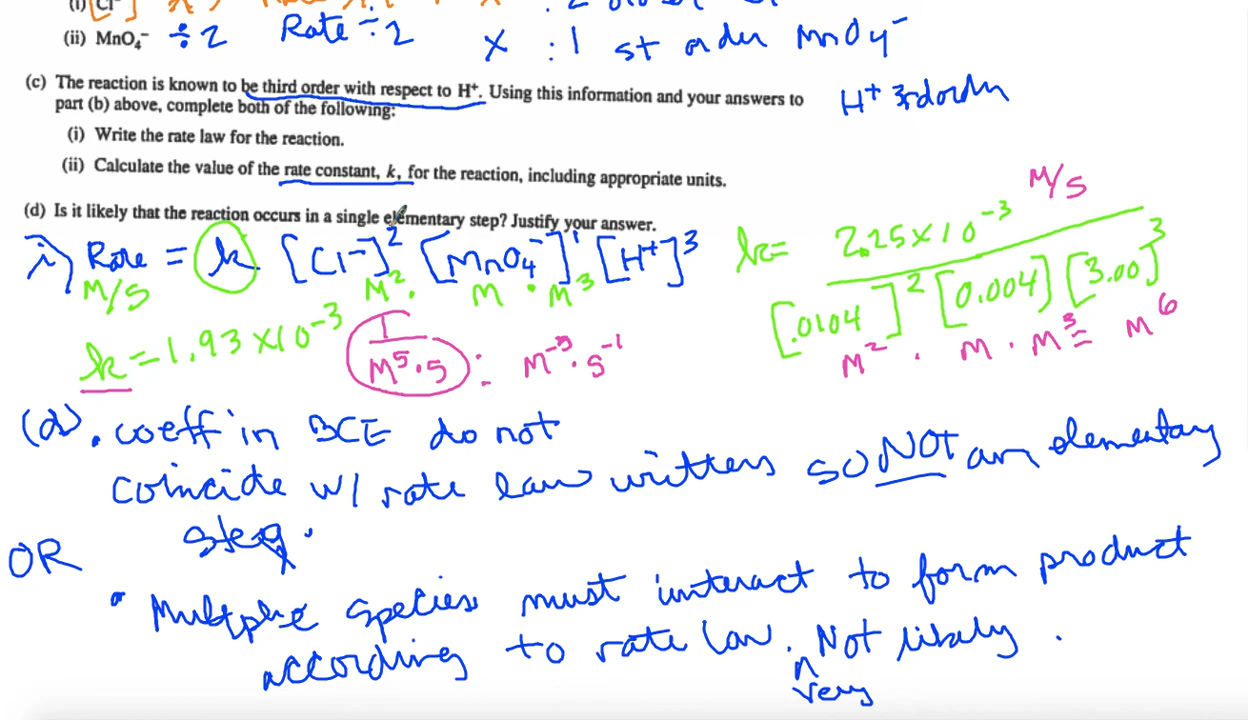 (i) [Cl⁻]
(ii) MnO₄⁻ ÷2 Rate ÷2 x : 1 st order MnO4⁻
(c) The reaction is known to be third order with respect to H⁺. Using this information and your answers to
part (b) above, complete both of the following:
H+ 3rd order
(i) Write the rate law for the reaction.
(ii) Calculate the value of the rate constant, k, for the reaction, including appropriate units.
(d) Is it likely that the reaction occurs in a single elementary step? Justify your answer.
i) Rate = k [Cl⁻]² [MnO₄⁻]¹ [H⁺]³
M/S M². M · M³
k= 2.25×10⁻³ M/S
[.0104]² [0.004] [3.00]³
M² . M . M³ = M⁶
k = 1.93 ×10⁻³ 1
M⁵·s : M⁻⁵·s⁻¹
(d). coeff in BCE do not
coincide w/ rate law written so NOT an elementary
step.
OR
• Multiple species must interact to form product
according to rate law. Not likely.
very